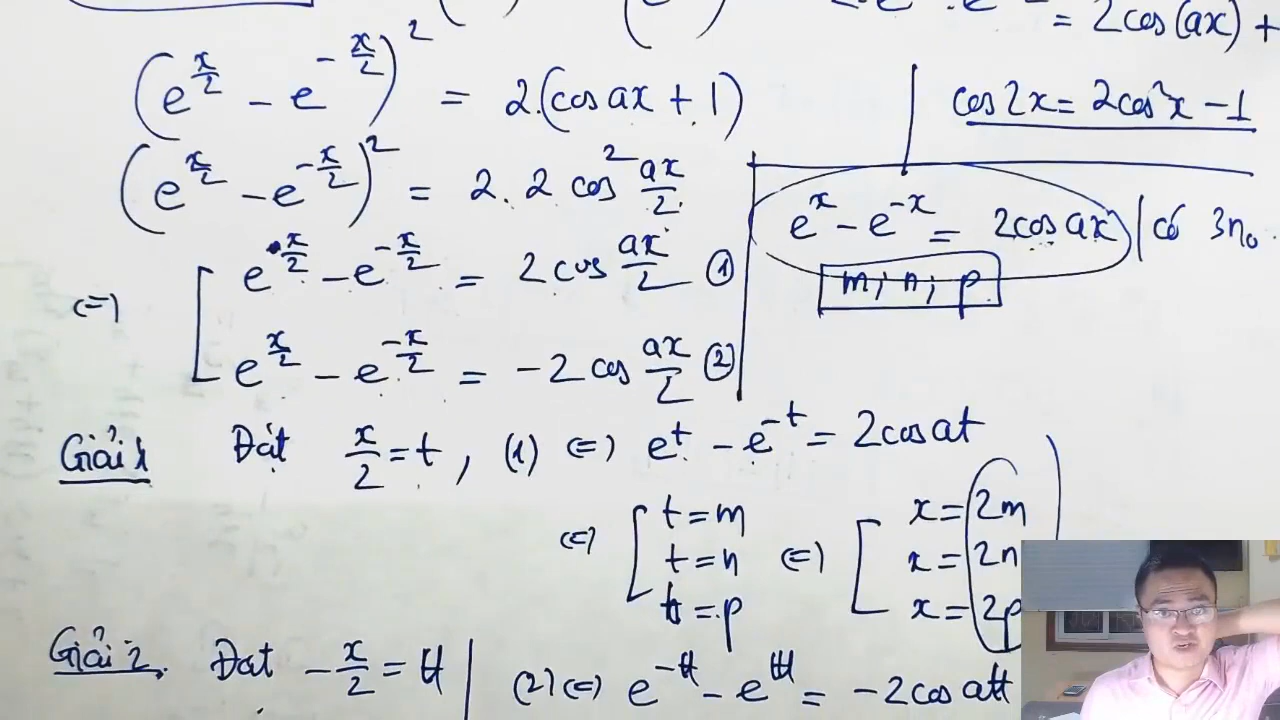 = 2cos(ax) +
(e^{x/2} - e^{-x/2})² = 2.(cos ax + 1)
cos2x = 2cos²x - 1
(e^{x/2} - e^{-x/2})² = 2.2 cos² ax/2
e^x - e^{-x} = 2cos ax | có 3n₀.
m; n; p
⇔ [ e^{x/2} - e^{-x/2} = 2cos ax/2 ①
e^{x/2} - e^{-x/2} = -2cos ax/2 ②
Giải 1 Đặt x/2 = t, (1) ⇔ e^t - e^{-t} = 2cos at
⇔ [ t = m
t = n
t = p
⇔ [ x = 2m
x = 2n
x = 2p
Giải 2. Đặt -x/2 = t | (2) ⇔ e^{-t} - e^t = -2cos at